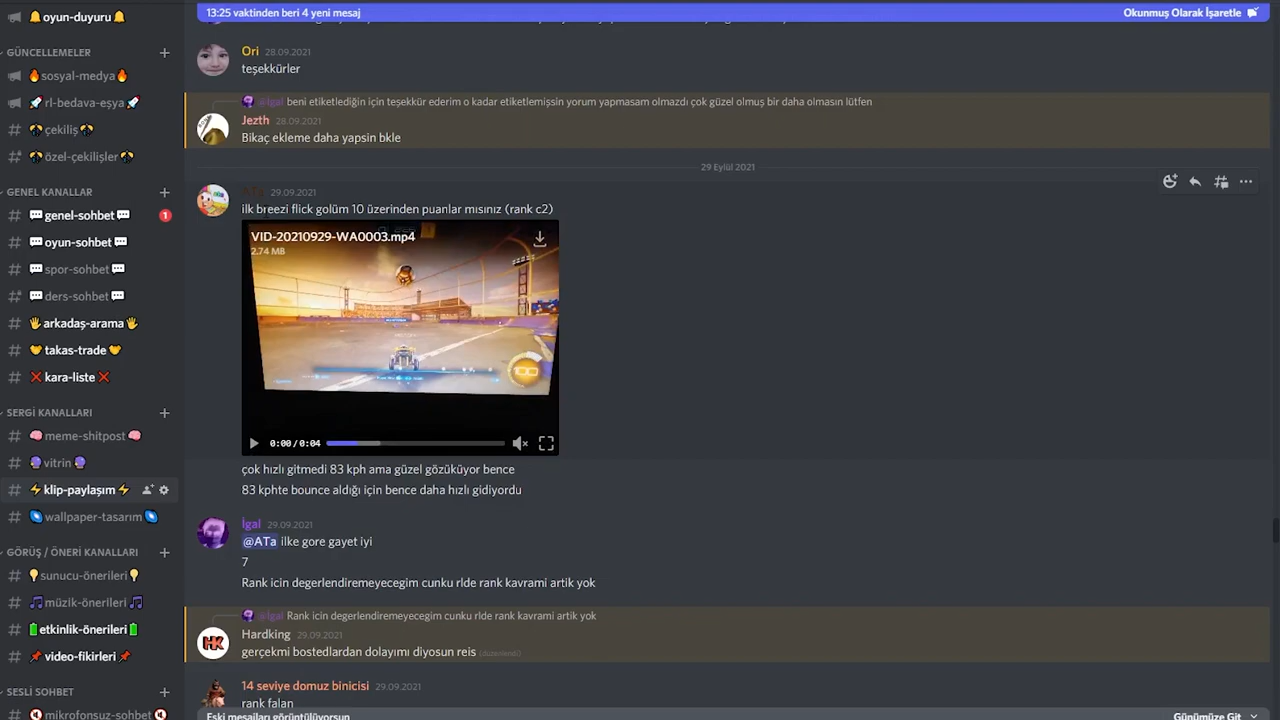 oyun-duyuru
GÜNCELLEMELER
sosyal-medya
rl-bedava-eşya
çekiliş
özel-çekilişler
GENEL KANALLAR
genel-sohbet 1
oyun-sohbet
spor-sohbet
ders-sohbet
arkadaş-arama
takas-trade
kara-liste
SERGİ KANALLARI
meme-shitpost
vitrin
klip-paylaşım
wallpaper-tasarım
GÖRÜŞ / ÖNERİ KANALLARI
sunucu-önerileri
müzik-önerileri
etkinlik-önerileri
video-fikirleri
SESLİ SOHBET
mikrofonsuz-sohbet
13:25 vaktinden beri 4 yeni mesaj
Okunmuş Olarak İşaretle
Ori 28.09.2021
teşekkürler
@İgal beni etiketlediğin için teşekkür ederim o kadar etiketlemişsin yorum yapmasam olmazdı çok güzel olmuş bir daha olmasın lütfen
Jezth 28.09.2021
Bikaç ekleme daha yapsin bkle
29 Eylül 2021
ATa 29.09.2021
ilk breezi flick golüm 10 üzerinden puanlar mısınız (rank c2)
VID-20210929-WA0003.mp4
2.74 MB
100
0:00 / 0:04
çok hızlı gitmedi 83 kph ama güzel gözüküyor bence
83 kphte bounce aldığı için bence daha hızlı gidiyordu
İgal 29.09.2021
@ATa ilke gore gayet iyi
7
Rank icin degerlendiremeyecegim cunku rlde rank kavrami artik yok
@İgal Rank icin degerlendiremeyecegim cunku rlde rank kavrami artik yok
HK
Hardking 29.09.2021
gerçekmi bostedlardan dolayımı diyosun reis (düzenlendi)
14 seviye domuz binicisi 29.09.2021
rank falan
Eski mesajları görüntülüyorsun
Günümüze Git